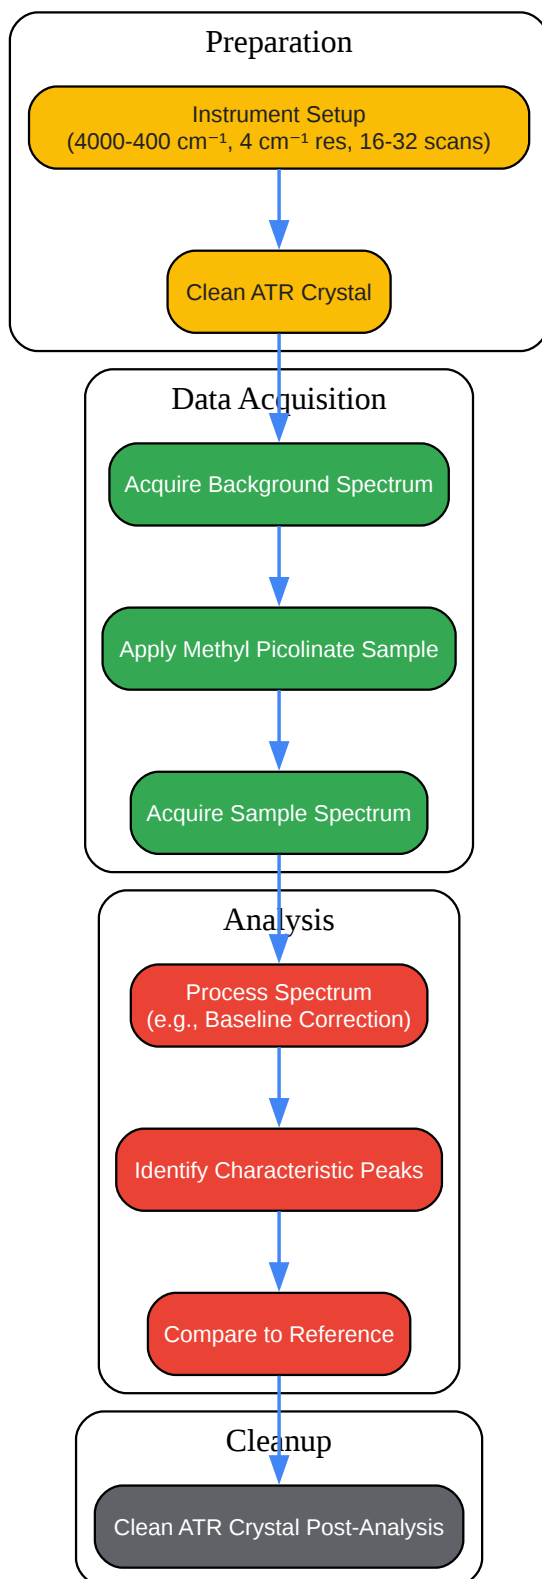 Preparation
Instrument Setup
(4000-400 cm⁻¹, 4 cm⁻¹ res, 16-32 scans)
Clean ATR Crystal
Data Acquisition
Acquire Background Spectrum
Apply Methyl Picolinate Sample
Acquire Sample Spectrum
Analysis
Process Spectrum
(e.g., Baseline Correction)
Identify Characteristic Peaks
Compare to Reference
Cleanup
Clean ATR Crystal Post-Analysis